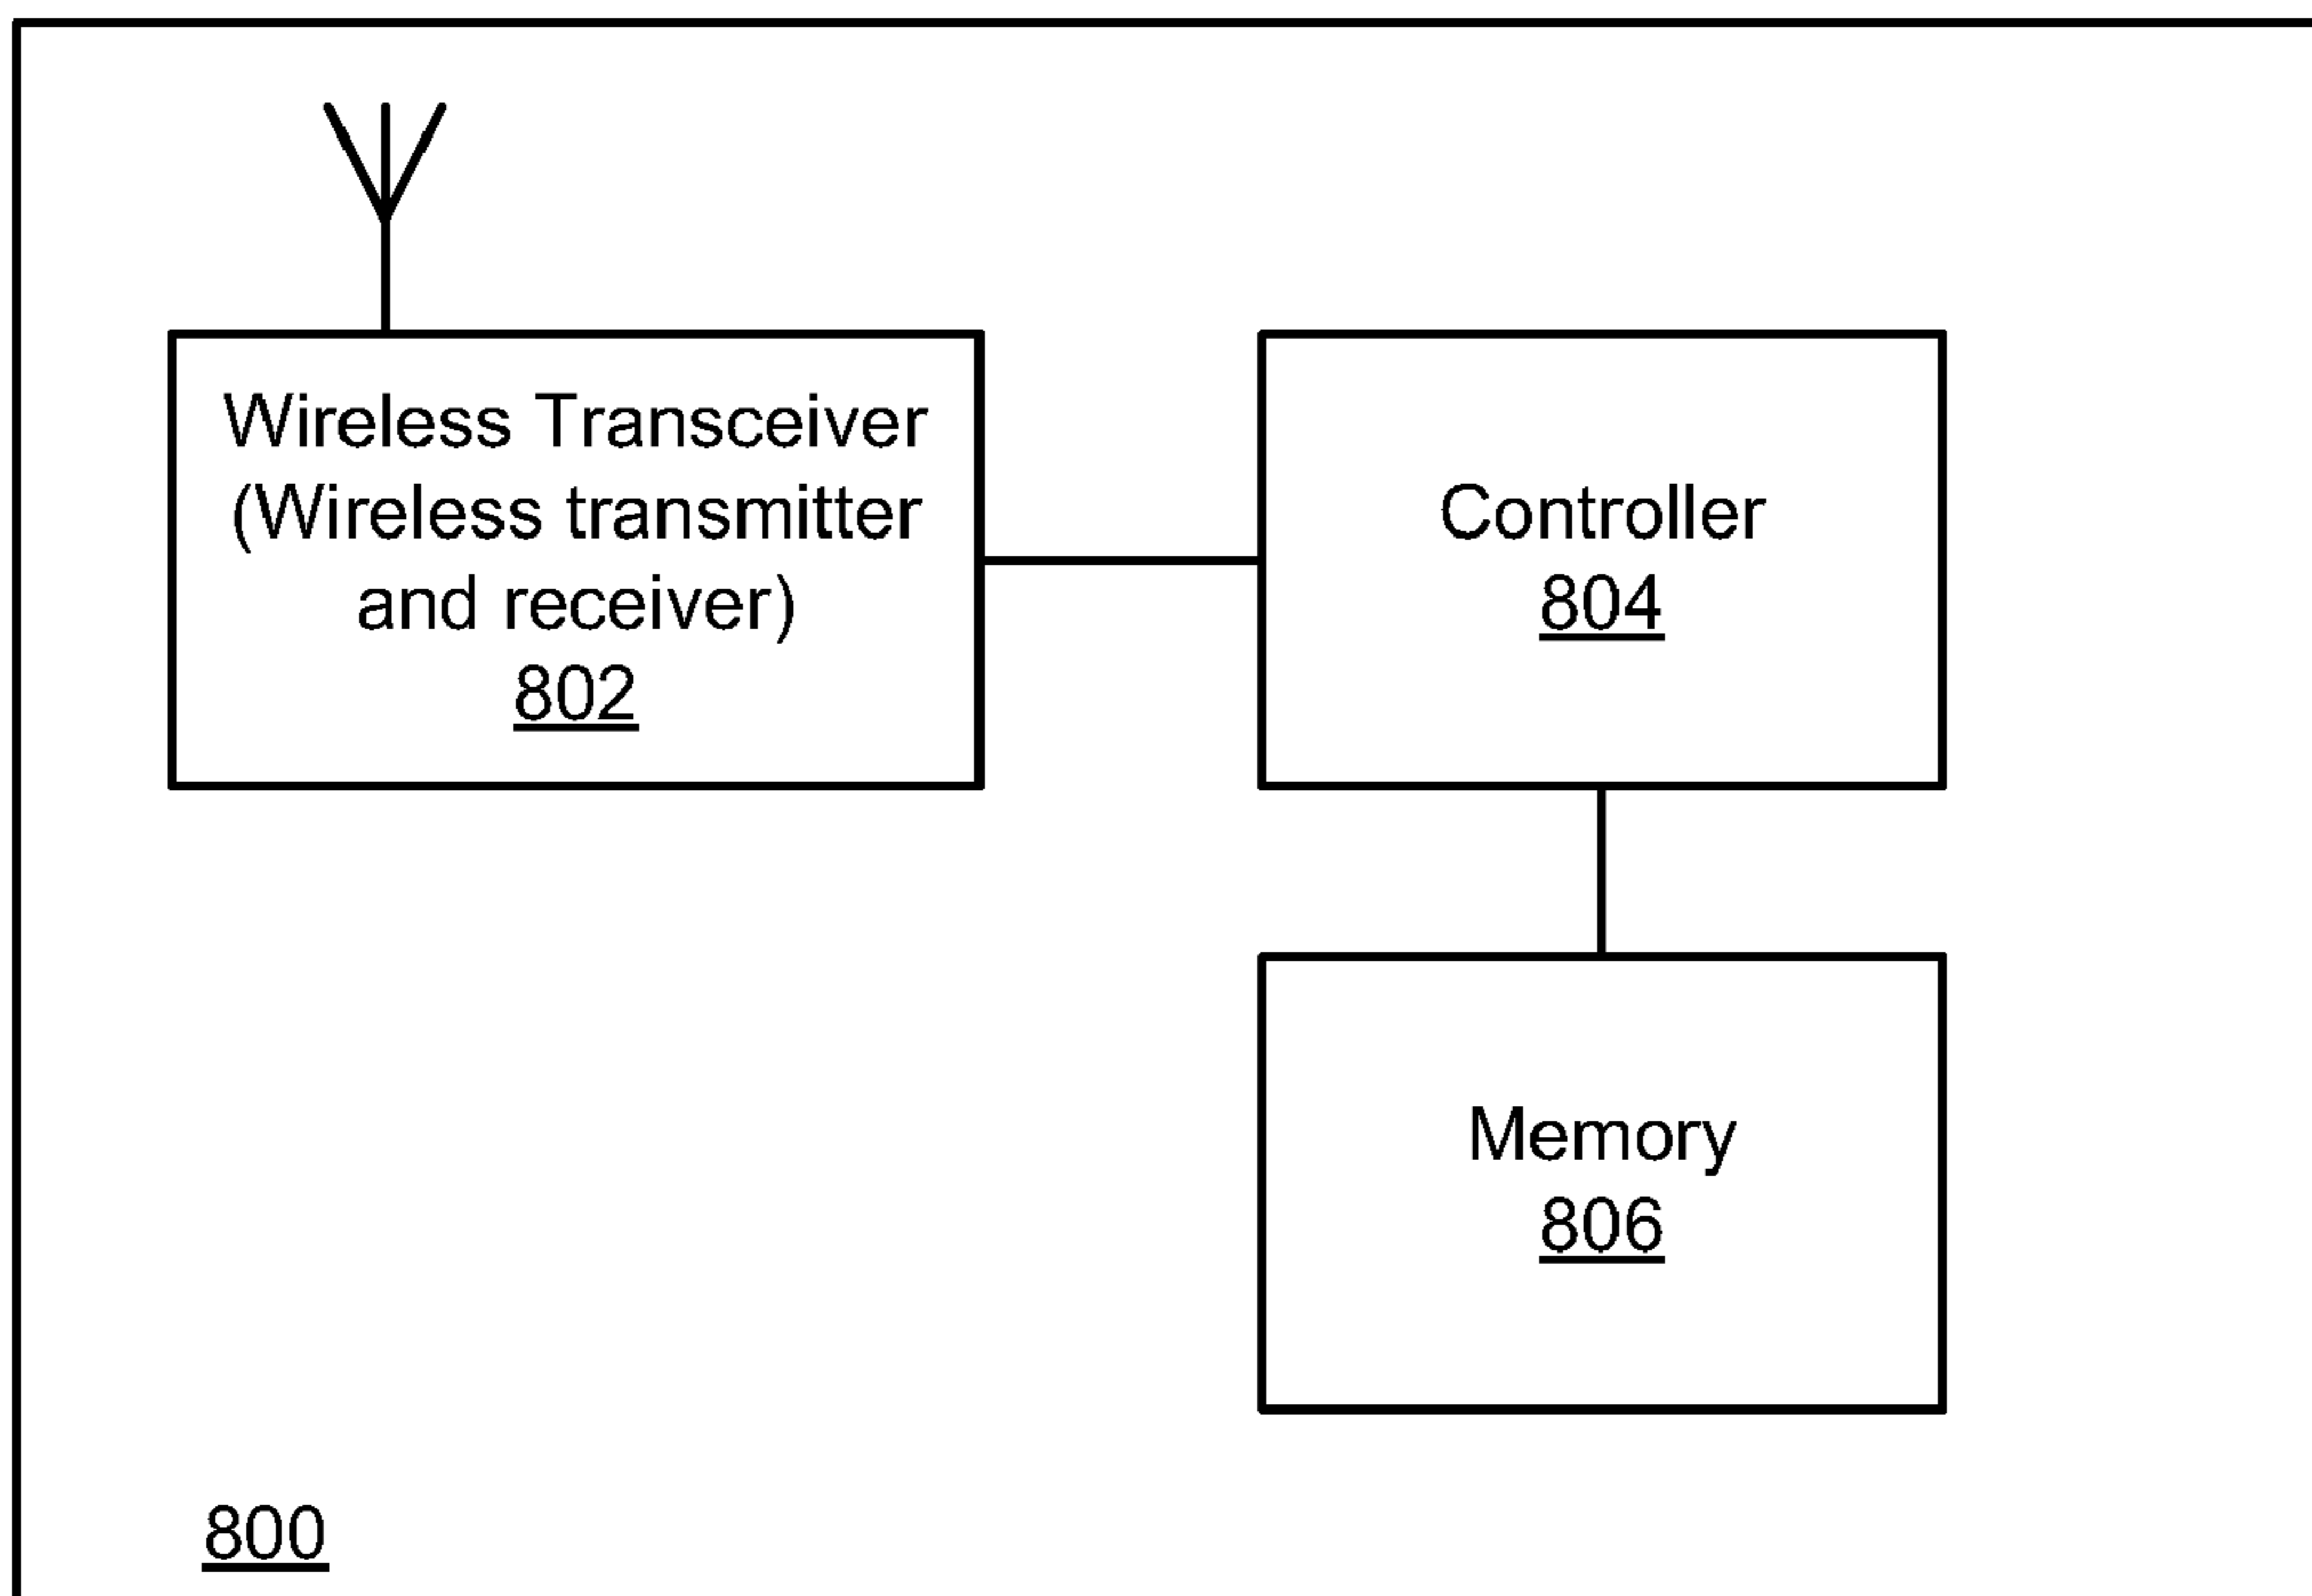 Wireless Transceiver
(Wireless transmitter
and receiver)
802
Controller
804
Memory
806
800